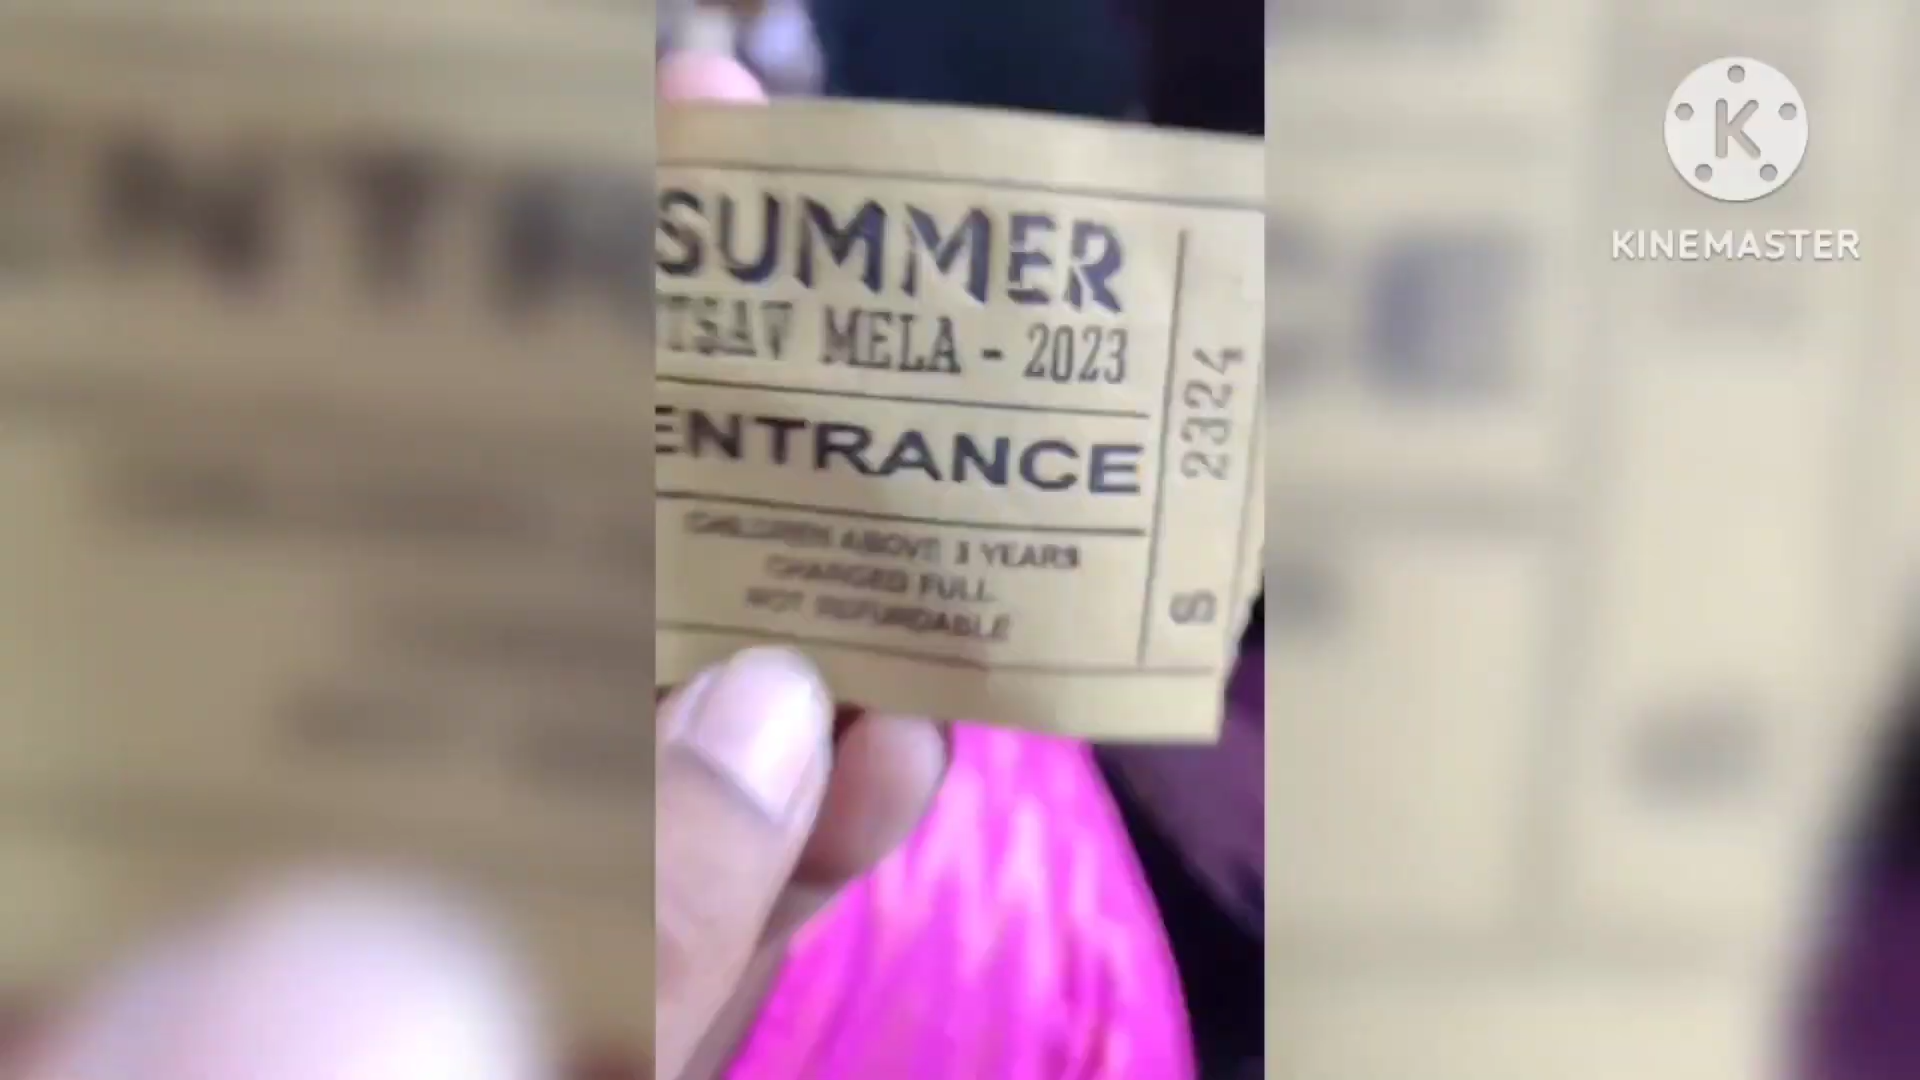 SUMMER
TSAV MELA - 2023
ENTRANCE
CHILDREN ABOVE 3 YEARS
CHARGED FULL
NOT REFUNDABLE
S 2324
K
KINEMASTER